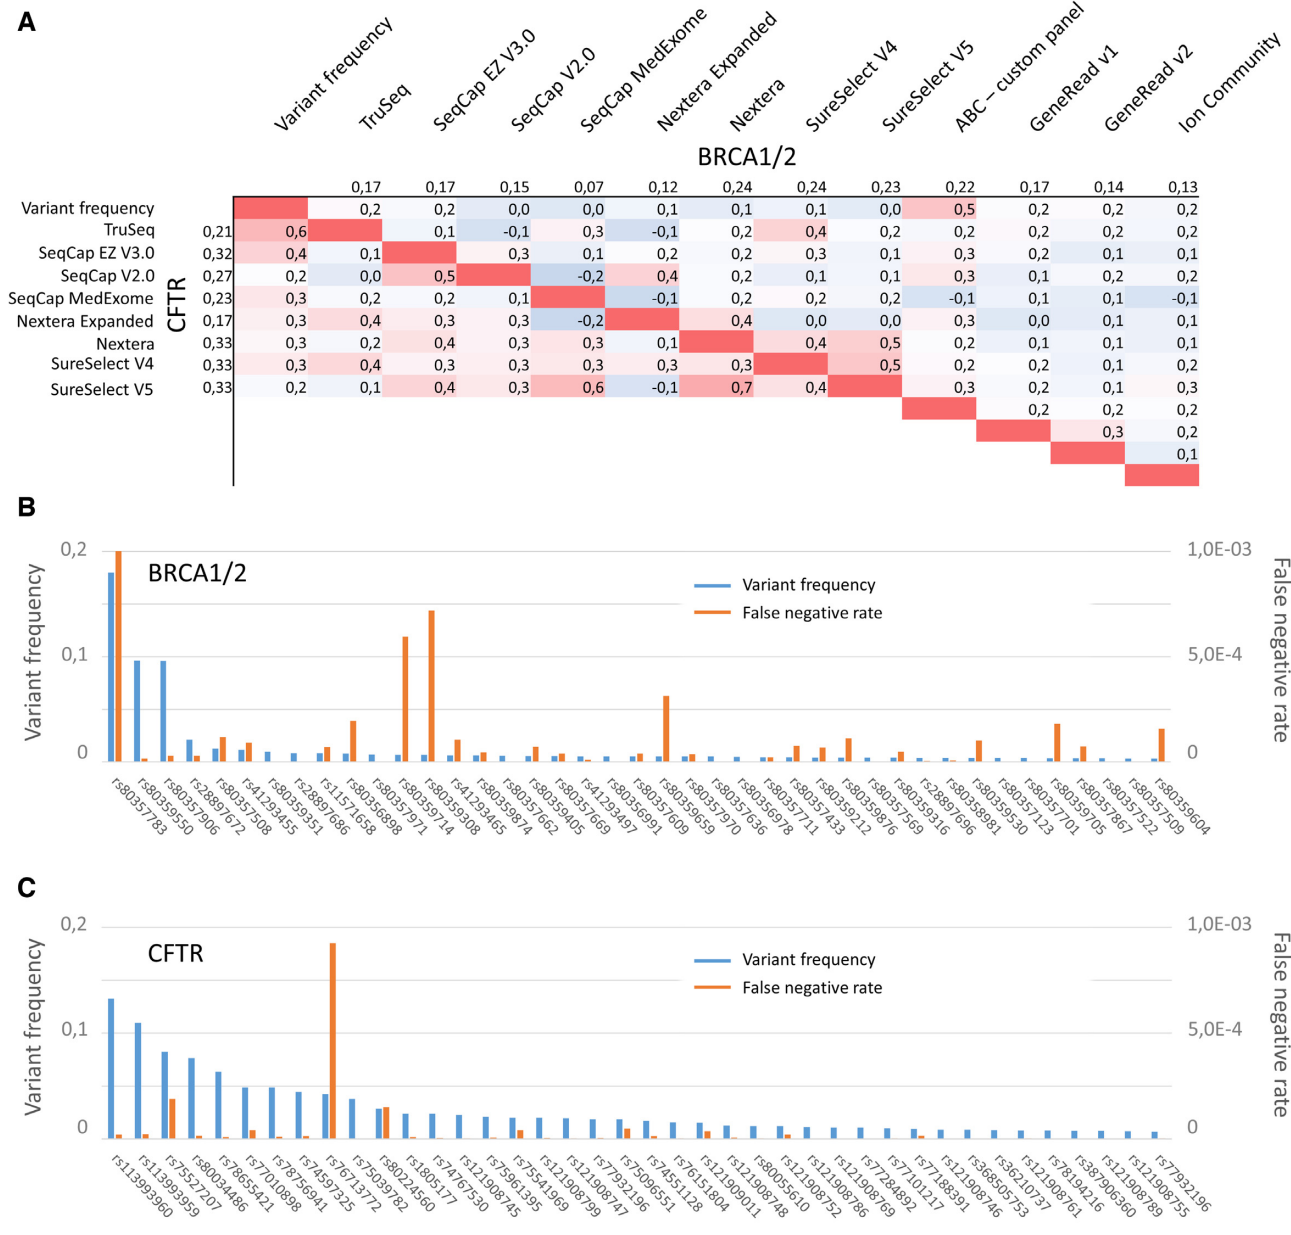 A
Variant frequency
TruSeq
SeqCap EZ V3.0
SeqCap V2.0
SeqCap MedExome
Nextera Expanded
Nextera
SureSelect V4
SureSelect V5
ABC – custom panel
GeneRead v1
GeneRead v2
Ion Community
BRCA1/2
0,17 0,17 0,15 0,07 0,12 0,24 0,24 0,23 0,22 0,17 0,14 0,13
Variant frequency 0,2 0,2 0,0 0,0 0,1 0,1 0,1 0,0 0,5 0,2 0,2 0,2
TruSeq 0,21 0,6 0,1 -0,1 0,3 -0,1 0,2 0,4 0,2 0,2 0,2 0,2 0,2
SeqCap EZ V3.0 0,32 0,4 0,1 0,3 0,1 0,2 0,2 0,3 0,1 0,3 0,2 0,1 0,1
SeqCap V2.0 0,27 0,2 0,0 0,5 -0,2 0,4 0,2 0,1 0,1 0,3 0,1 0,2 0,2
SeqCap MedExome 0,23 0,3 0,2 0,2 0,1 -0,1 0,2 0,2 0,2 -0,1 0,1 0,1 -0,1
Nextera Expanded 0,17 0,3 0,4 0,3 0,3 -0,2 0,4 0,0 0,0 0,3 0,0 0,1 0,1
Nextera 0,33 0,3 0,2 0,4 0,3 0,3 0,1 0,4 0,5 0,2 0,1 0,1 0,1
SureSelect V4 0,33 0,3 0,4 0,3 0,3 0,3 0,3 0,3 0,5 0,2 0,2 0,1 0,2
SureSelect V5 0,33 0,2 0,1 0,4 0,3 0,6 -0,1 0,7 0,4 0,3 0,2 0,1 0,3
CFTR
0,2 0,2 0,2
0,3 0,2
0,1
B
BRCA1/2
Variant frequency
0,2
0,1
0
Variant frequency
False negative rate
1,0E-03
5,0E-4
0
False negative rate
rs80357783
rs80359550
rs80357906
rs28897672
rs80357508
rs41293455
rs80359351
rs28897686
rs11571658
rs80356898
rs80357971
rs80359714
rs80359308
rs41293465
rs80359874
rs80357662
rs80359405
rs80357669
rs41293497
rs80356991
rs80357609
rs80359659
rs80357970
rs80357636
rs80356978
rs80357711
rs80357433
rs80359212
rs80359876
rs80357569
rs80359316
rs28897696
rs80358981
rs80359530
rs80357123
rs80357701
rs80359705
rs80357867
rs80357522
rs80357509
rs80359604
C
CFTR
Variant frequency
0,2
0,1
0
Variant frequency
False negative rate
1,0E-03
5,0E-4
0
False negative rate
rs113993960
rs113993959
rs75527207
rs80034486
rs78655421
rs77010898
rs78756941
rs74597325
rs76713772
rs75039782
rs80224560
rs1805177
rs74767530
rs121908745
rs75961395
rs75541969
rs121908799
rs121908747
rs77932196
rs75096551
rs74551128
rs76151804
rs121909011
rs121908748
rs80055610
rs121908752
rs121908786
rs121908769
rs77284892
rs77101217
rs77188391
rs121908746
rs368505753
rs36210737
rs121908761
rs78194216
rs387906360
rs121908789
rs121908755
rs77932196